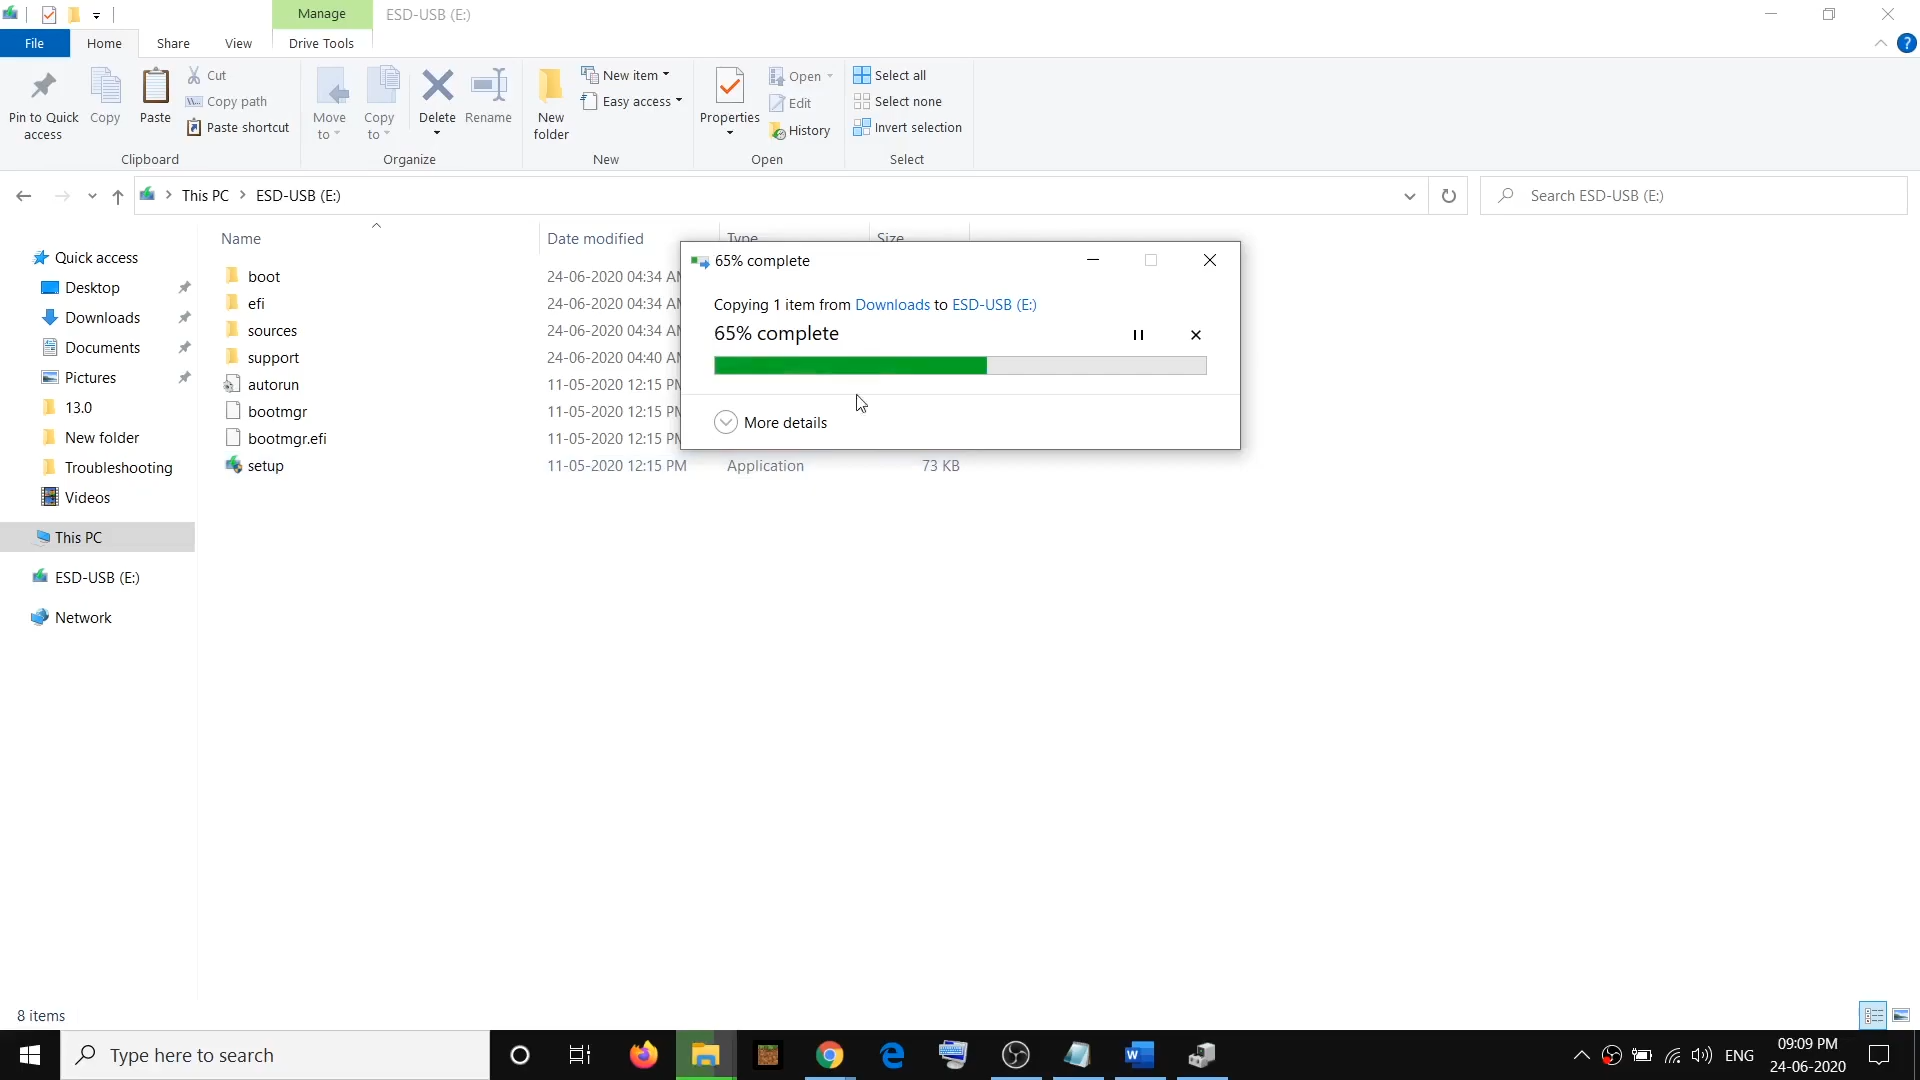 Manage
ESD-USB (E:)
File
Home
Share
View
Drive Tools
Pin to Quick
access
Copy
Paste
Cut
Copy path
Paste shortcut
Clipboard
Move
to
Copy
to
Delete
Rename
Organize
New
folder
New item
Easy access
New
Properties
Open
Edit
History
Open
Select all
Select none
Invert selection
Select
This PC
ESD-USB (E:)
Search ESD-USB (E:)
Quick access
Desktop
Downloads
Documents
Pictures
13.0
New folder
Troubleshooting
Videos
This PC
ESD-USB (E:)
Network
Name
Date modified
Type
Size
boot
24-06-2020 04:34 AM
efi
24-06-2020 04:34 AM
sources
24-06-2020 04:34 AM
support
24-06-2020 04:40 AM
autorun
11-05-2020 12:15 PM
bootmgr
11-05-2020 12:15 PM
bootmgr.efi
11-05-2020 12:15 PM
setup
11-05-2020 12:15 PM
Application
73 KB
65% complete
Copying 1 item from Downloads to ESD-USB (E:)
65% complete
More details
8 items
Type here to search
ENG
09:09 PM
24-06-2020